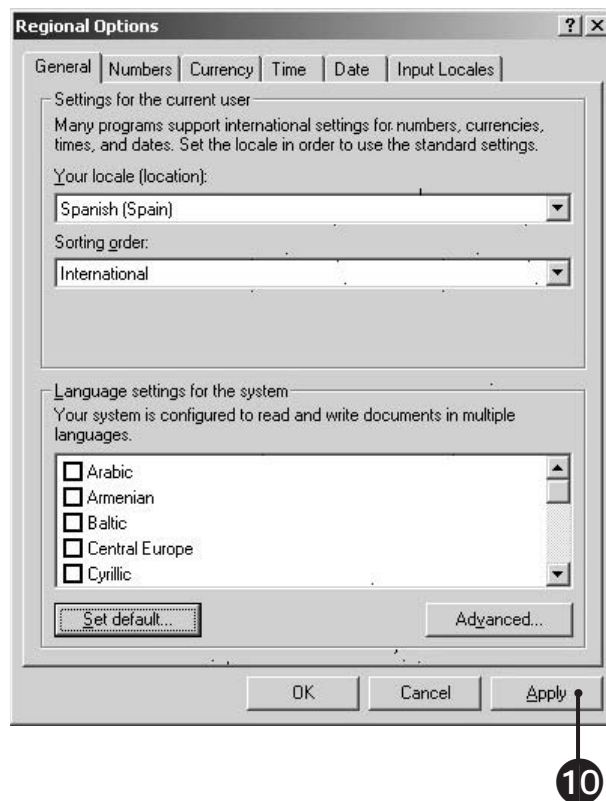 Regional Options
General Numbers Currency Time Date Input Locales
Settings for the current user
Many programs support international settings for numbers, currencies,
times, and dates. Set the locale in order to use the standard settings.
Your locale (location):
Spanish (Spain)
Sorting order:
International
Language settings for the system
Your system is configured to read and write documents in multiple
languages.
Arabic
Armenian
Baltic
Central Europe
Cyrillic
Set default... Advanced...
OK Cancel Apply
10